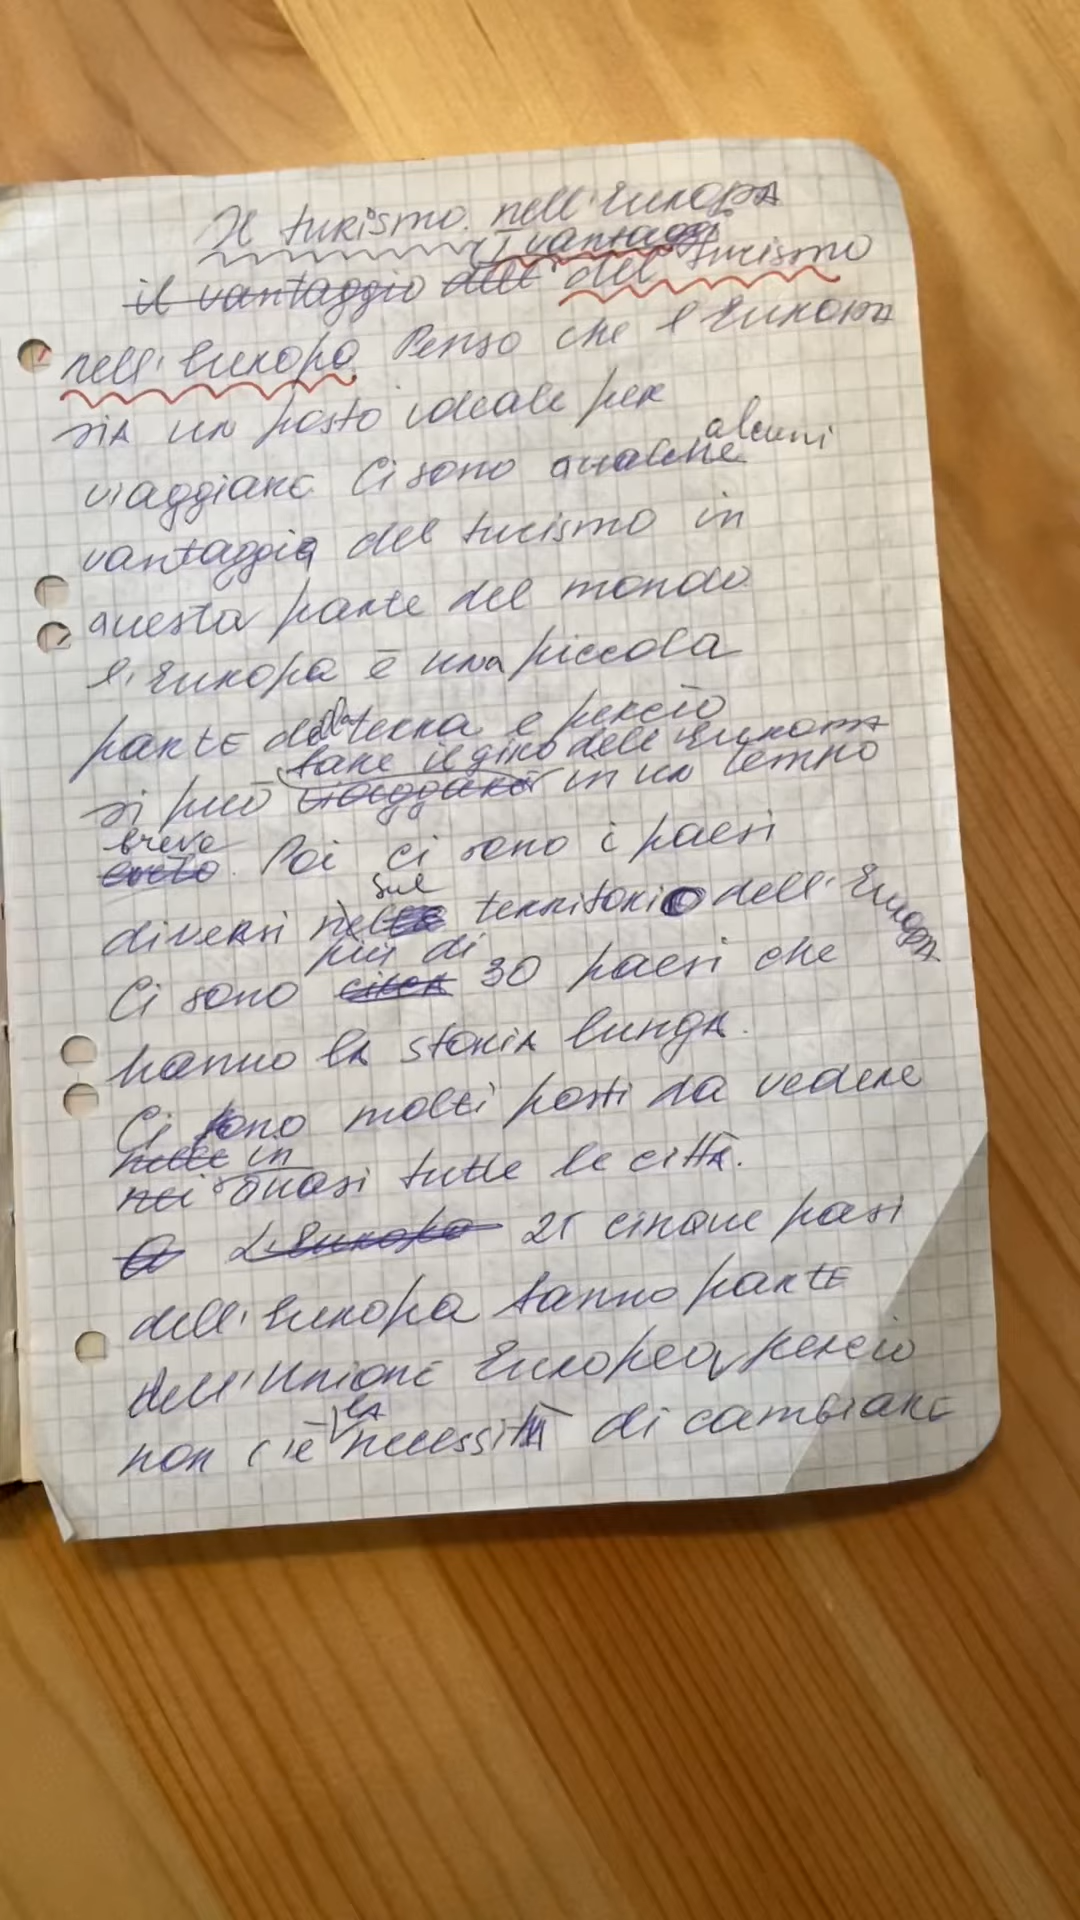 Il turismo nell'Europa
I vantaggi
il vantaggio dell' del turismo
nell'Europa. Penso che l'Europa
sia un posto ideale per
viaggiare. Ci sono qualche alcuni
vantaggi del turismo in
questa parte del mondo.
L'Europa è una piccola
parte della terra e perciò
fare il giro dell'Europa
si può viaggiare in un tempo
breve
corto. Poi ci sono i paesi
sul
diversi nella territorio dell'Europa
più di
Ci sono circa 30 paesi che
hanno la storia lunga.
Ci sono molti posti da vedere
nelle in
nei quasi tutte le città.
L'Europa 25 cinque pasi
dell'Europa fanno parte
dell'Unione Europea, perciò
la
non c'è necessità di cambiare